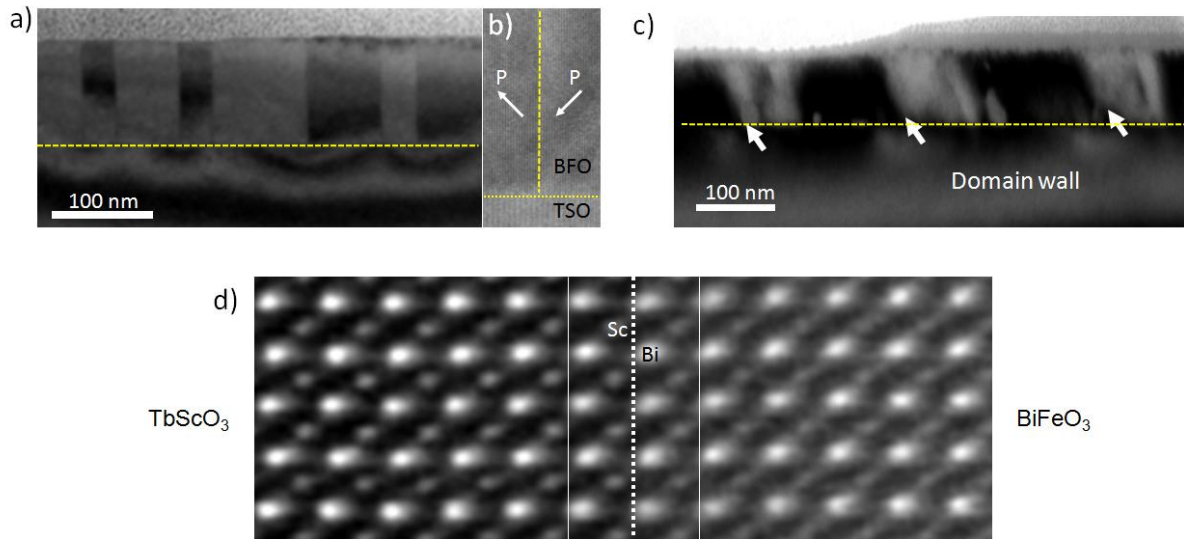 a)
100 nm
b)
P
P
BFO
TSO
c)
Domain wall
100 nm
d)
Sc
Bi
TbScO3
BiFeO3